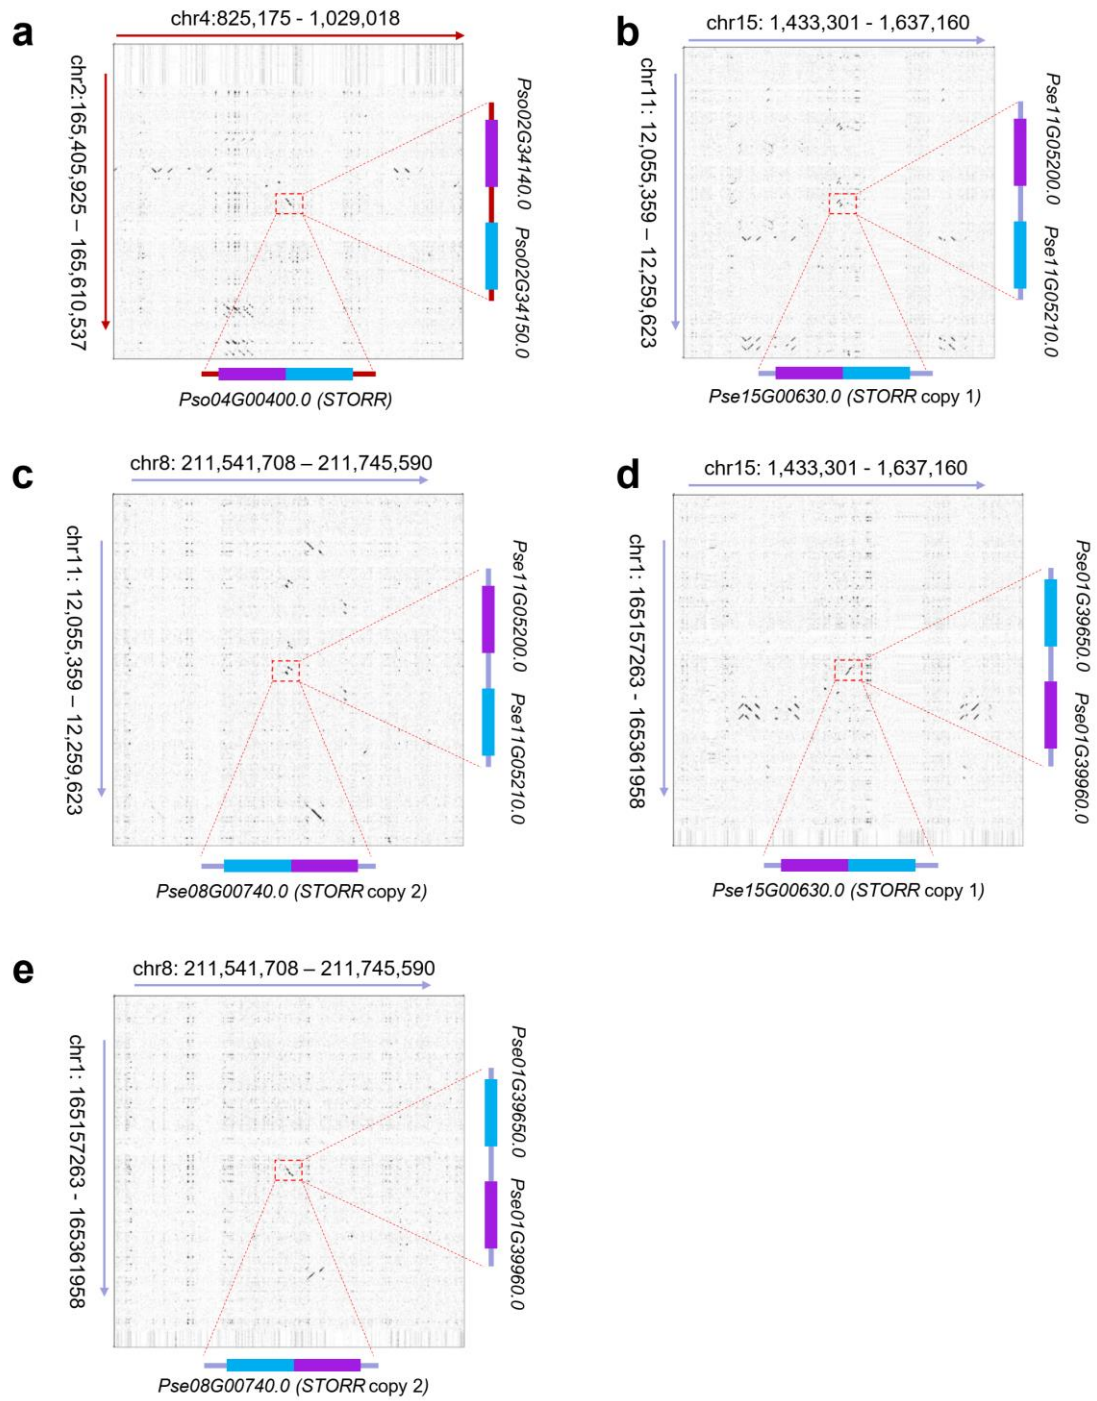 a
chr4:825,175 - 1,029,018
chr2:165,405,925 – 165,610,537
Pso02G34140.0 Pso02G34150.0
Pso04G00400.0 (STORR)
b
chr15: 1,433,301 - 1,637,160
chr11: 12,055,359 – 12,259,623
Pse11G05200.0 Pse11G05210.0
Pse15G00630.0 (STORR copy 1)
c
chr8: 211,541,708 – 211,745,590
chr11: 12,055,359 – 12,259,623
Pse11G05200.0 Pse11G05210.0
Pse08G00740.0 (STORR copy 2)
d
chr15: 1,433,301 - 1,637,160
chr1: 165157263 - 165361958
Pse01G39650.0 Pse01G39960.0
Pse15G00630.0 (STORR copy 1)
e
chr8: 211,541,708 – 211,745,590
chr1: 165157263 - 165361958
Pse01G39650.0 Pse01G39960.0
Pse08G00740.0 (STORR copy 2)